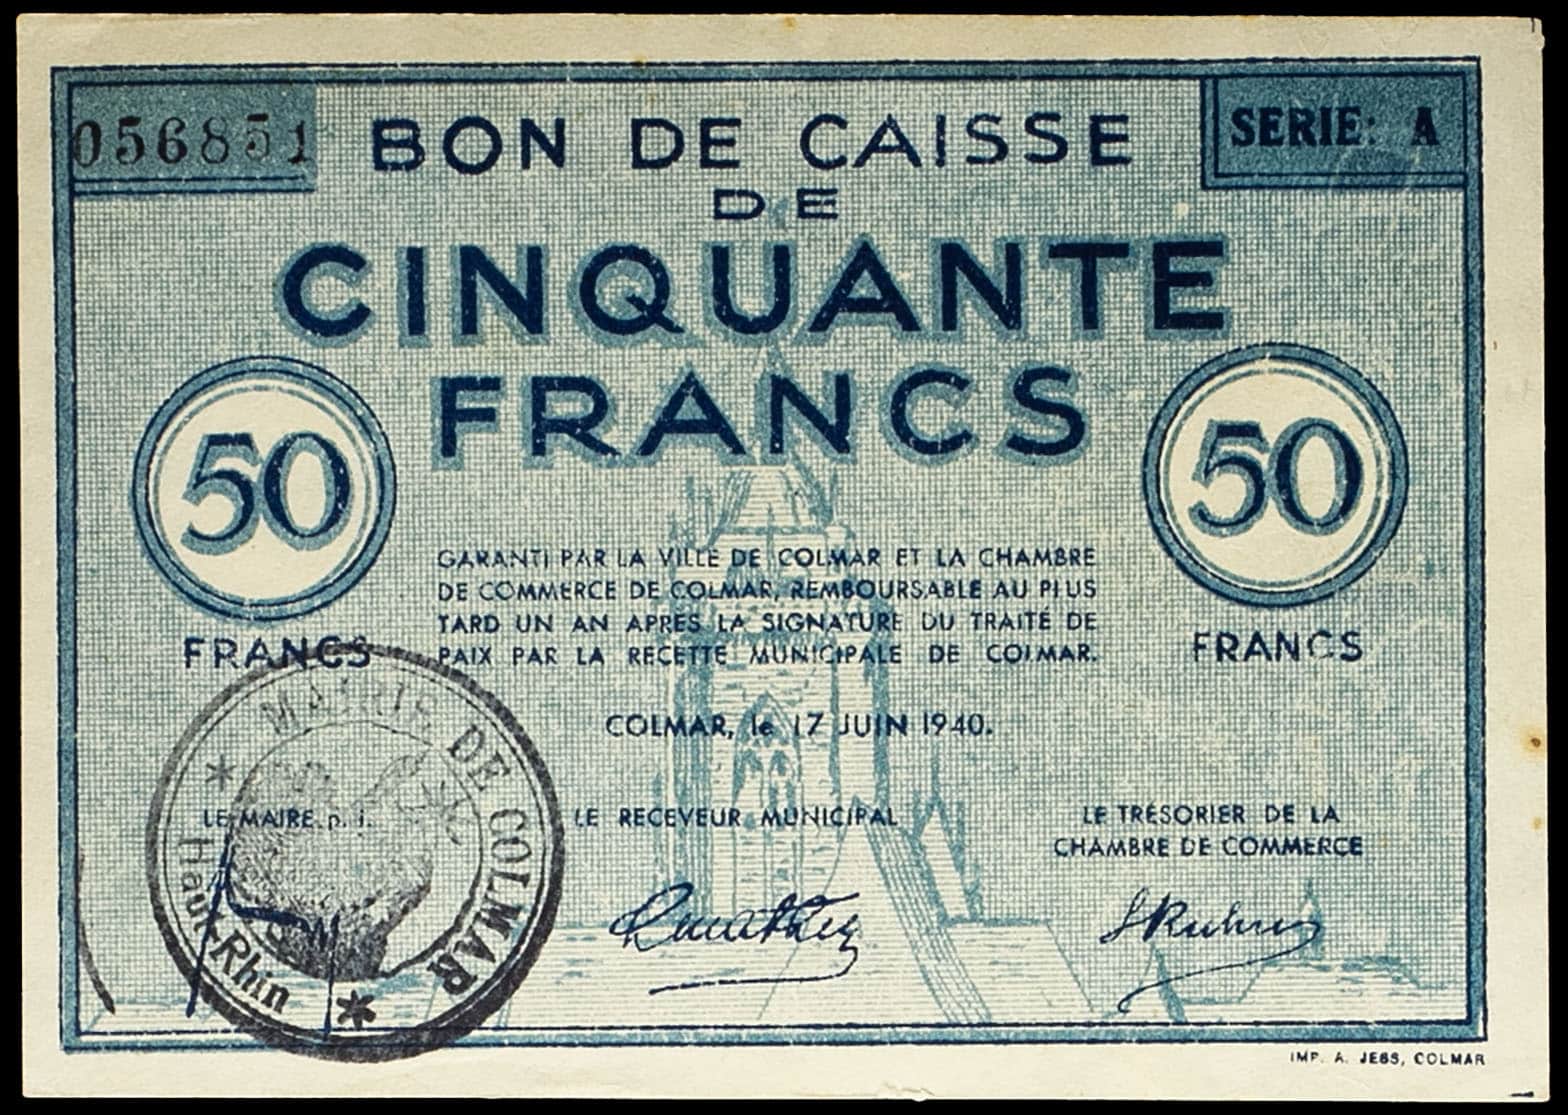 056851
BON DE CAISSE
SERIE: A
DE
CINQUANTE
FRANCS
50
FRANCS
50
FRANCS
GARANTI PAR LA VILLE DE COLMAR ET LA CHAMBRE
DE COMMERCE DE COLMAR, REMBOURSABLE AU PLUS
TARD UN AN APRES LA SIGNATURE DU TRAITÉ DE
PAIX PAR LA RECETTE MUNICIPALE DE COLMAR.
COLMAR, le 17 JUIN 1940.
LE MAIRE p. i.
LE RECEVEUR MUNICIPAL
LE TRÉSORIER DE LA
CHAMBRE DE COMMERCE
MAIRIE DE COLMAR
* Haut-Rhin *
IMP. A. JESS, COLMAR